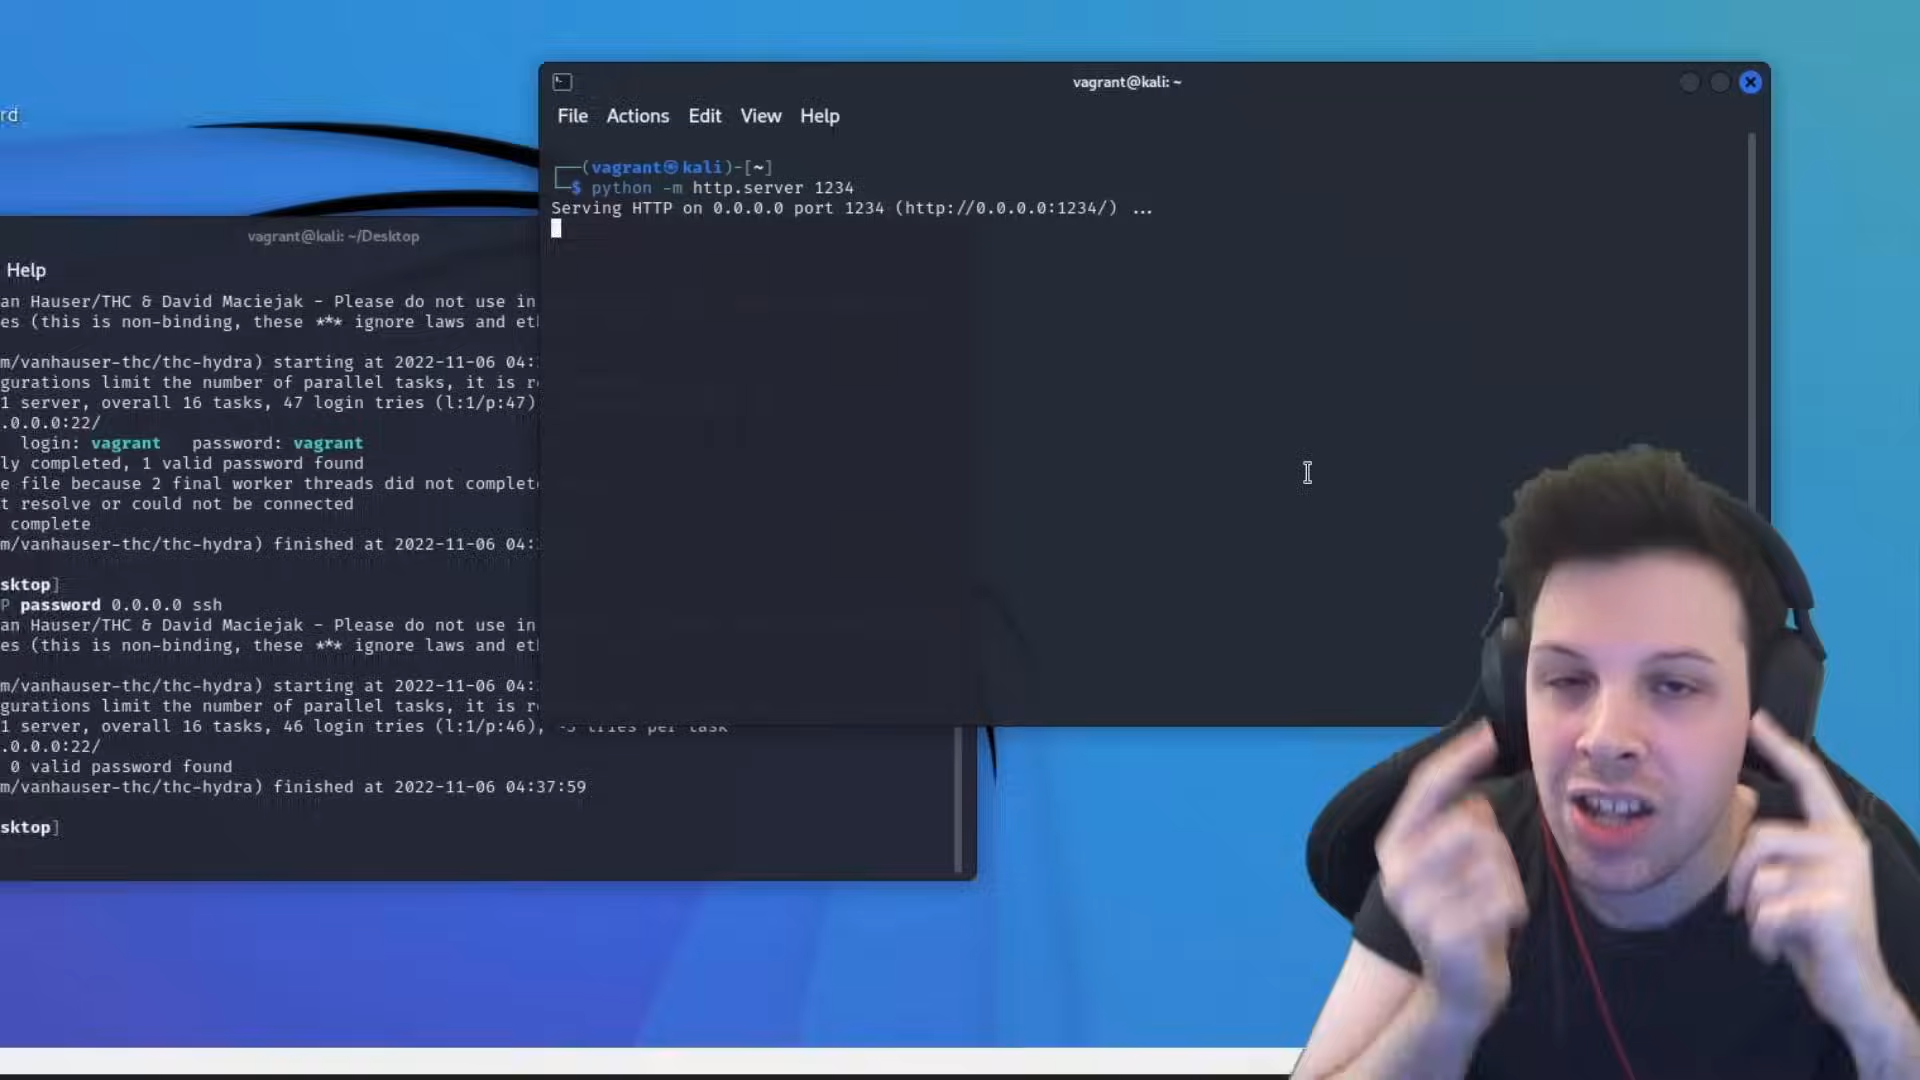 rd
vagrant@kali: ~
File Actions Edit View Help
┌──(vagrant㉿kali)-[~]
└─$ python -m http.server 1234
Serving HTTP on 0.0.0.0 port 1234 (http://0.0.0.0:1234/) ...
vagrant@kali: ~/Desktop
Help
an Hauser/THC & David Maciejak - Please do not use in
es (this is non-binding, these *** ignore laws and et
m/vanhauser-thc/thc-hydra) starting at 2022-11-06 04:
gurations limit the number of parallel tasks, it is r
1 server, overall 16 tasks, 47 login tries (l:1/p:47)
.0.0.0:22/
login: vagrant password: vagrant
ly completed, 1 valid password found
e file because 2 final worker threads did not complet
t resolve or could not be connected
complete
m/vanhauser-thc/thc-hydra) finished at 2022-11-06 04:
sktop]
P password 0.0.0.0 ssh
an Hauser/THC & David Maciejak - Please do not use in
es (this is non-binding, these *** ignore laws and et
m/vanhauser-thc/thc-hydra) starting at 2022-11-06 04:
gurations limit the number of parallel tasks, it is r
1 server, overall 16 tasks, 46 login tries (l:1/p:46), ~3 tries per task
.0.0.0:22/
0 valid password found
m/vanhauser-thc/thc-hydra) finished at 2022-11-06 04:37:59
sktop]